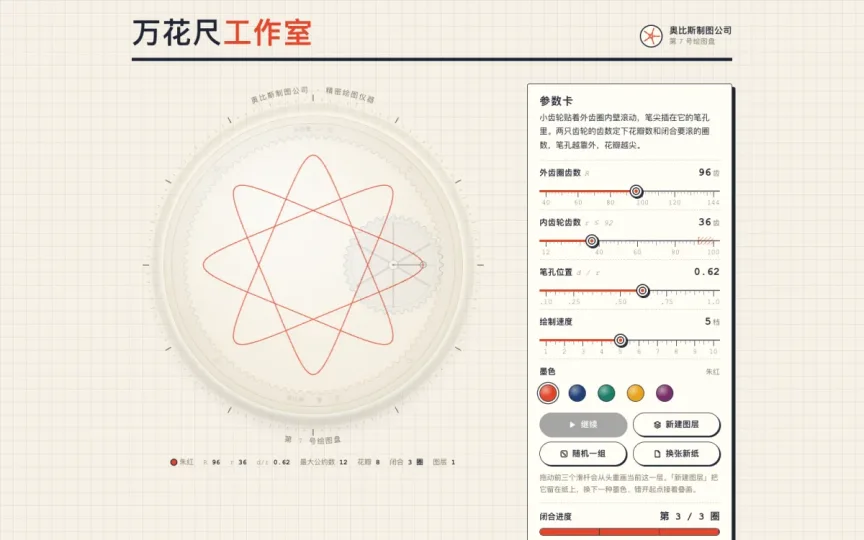 万花尺工作室
奥比斯制图公司
第 7 号绘图盘
奥比斯制图公司 · 精密绘图仪器
第 7 号绘图盘
朱红 R 96 r 36 d/r 0.62 最大公约数 12 花瓣 8 闭合 3 圈 图层 1
参数卡
小齿轮贴着外齿圈内壁滚动，笔尖插在它的笔孔
里。两只齿轮的齿数定下花瓣数和闭合要滚的圈
数，笔孔越靠外，花瓣越尖。
外齿圈齿数 R 96 齿
40 60 80 100 120 144
内齿轮齿数 r ≤ 92 36 齿
12 40 60 80 100
笔孔位置 d / r 0.62
.10 .25 .50 .75 1.0
绘制速度 5 档
1 2 3 4 5 6 7 8 9 10
墨色 朱红
继续 新建图层
随机一组 换张新纸
拖动前三个滑杆会从头重画当前这一层。「新建图层」把
它留在纸上，换下一种墨色，错开起点接着叠画。
闭合进度 第 3 / 3 圈